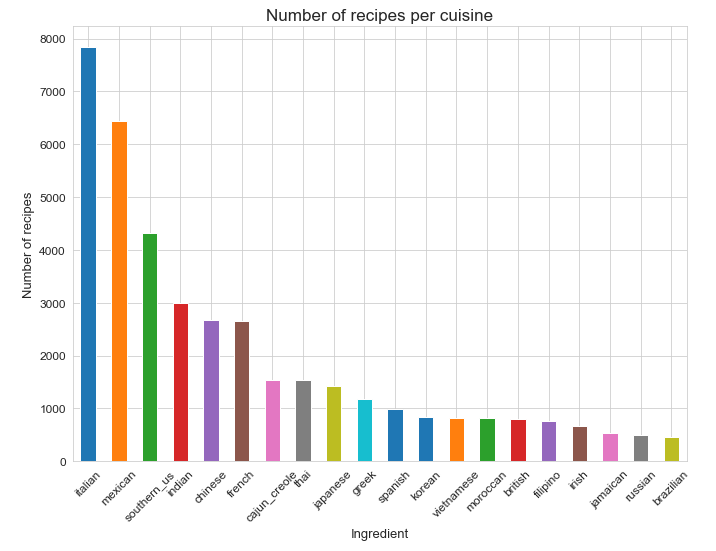 Number of recipes per cuisine
Number of recipes
8000
7000
6000
5000
4000
3000
2000
1000
0
italian
mexican
southern_us
indian
chinese
french
cajun_creole
thai
japanese
greek
spanish
korean
vietnamese
moroccan
british
filipino
irish
jamaican
russian
brazilian
Ingredient